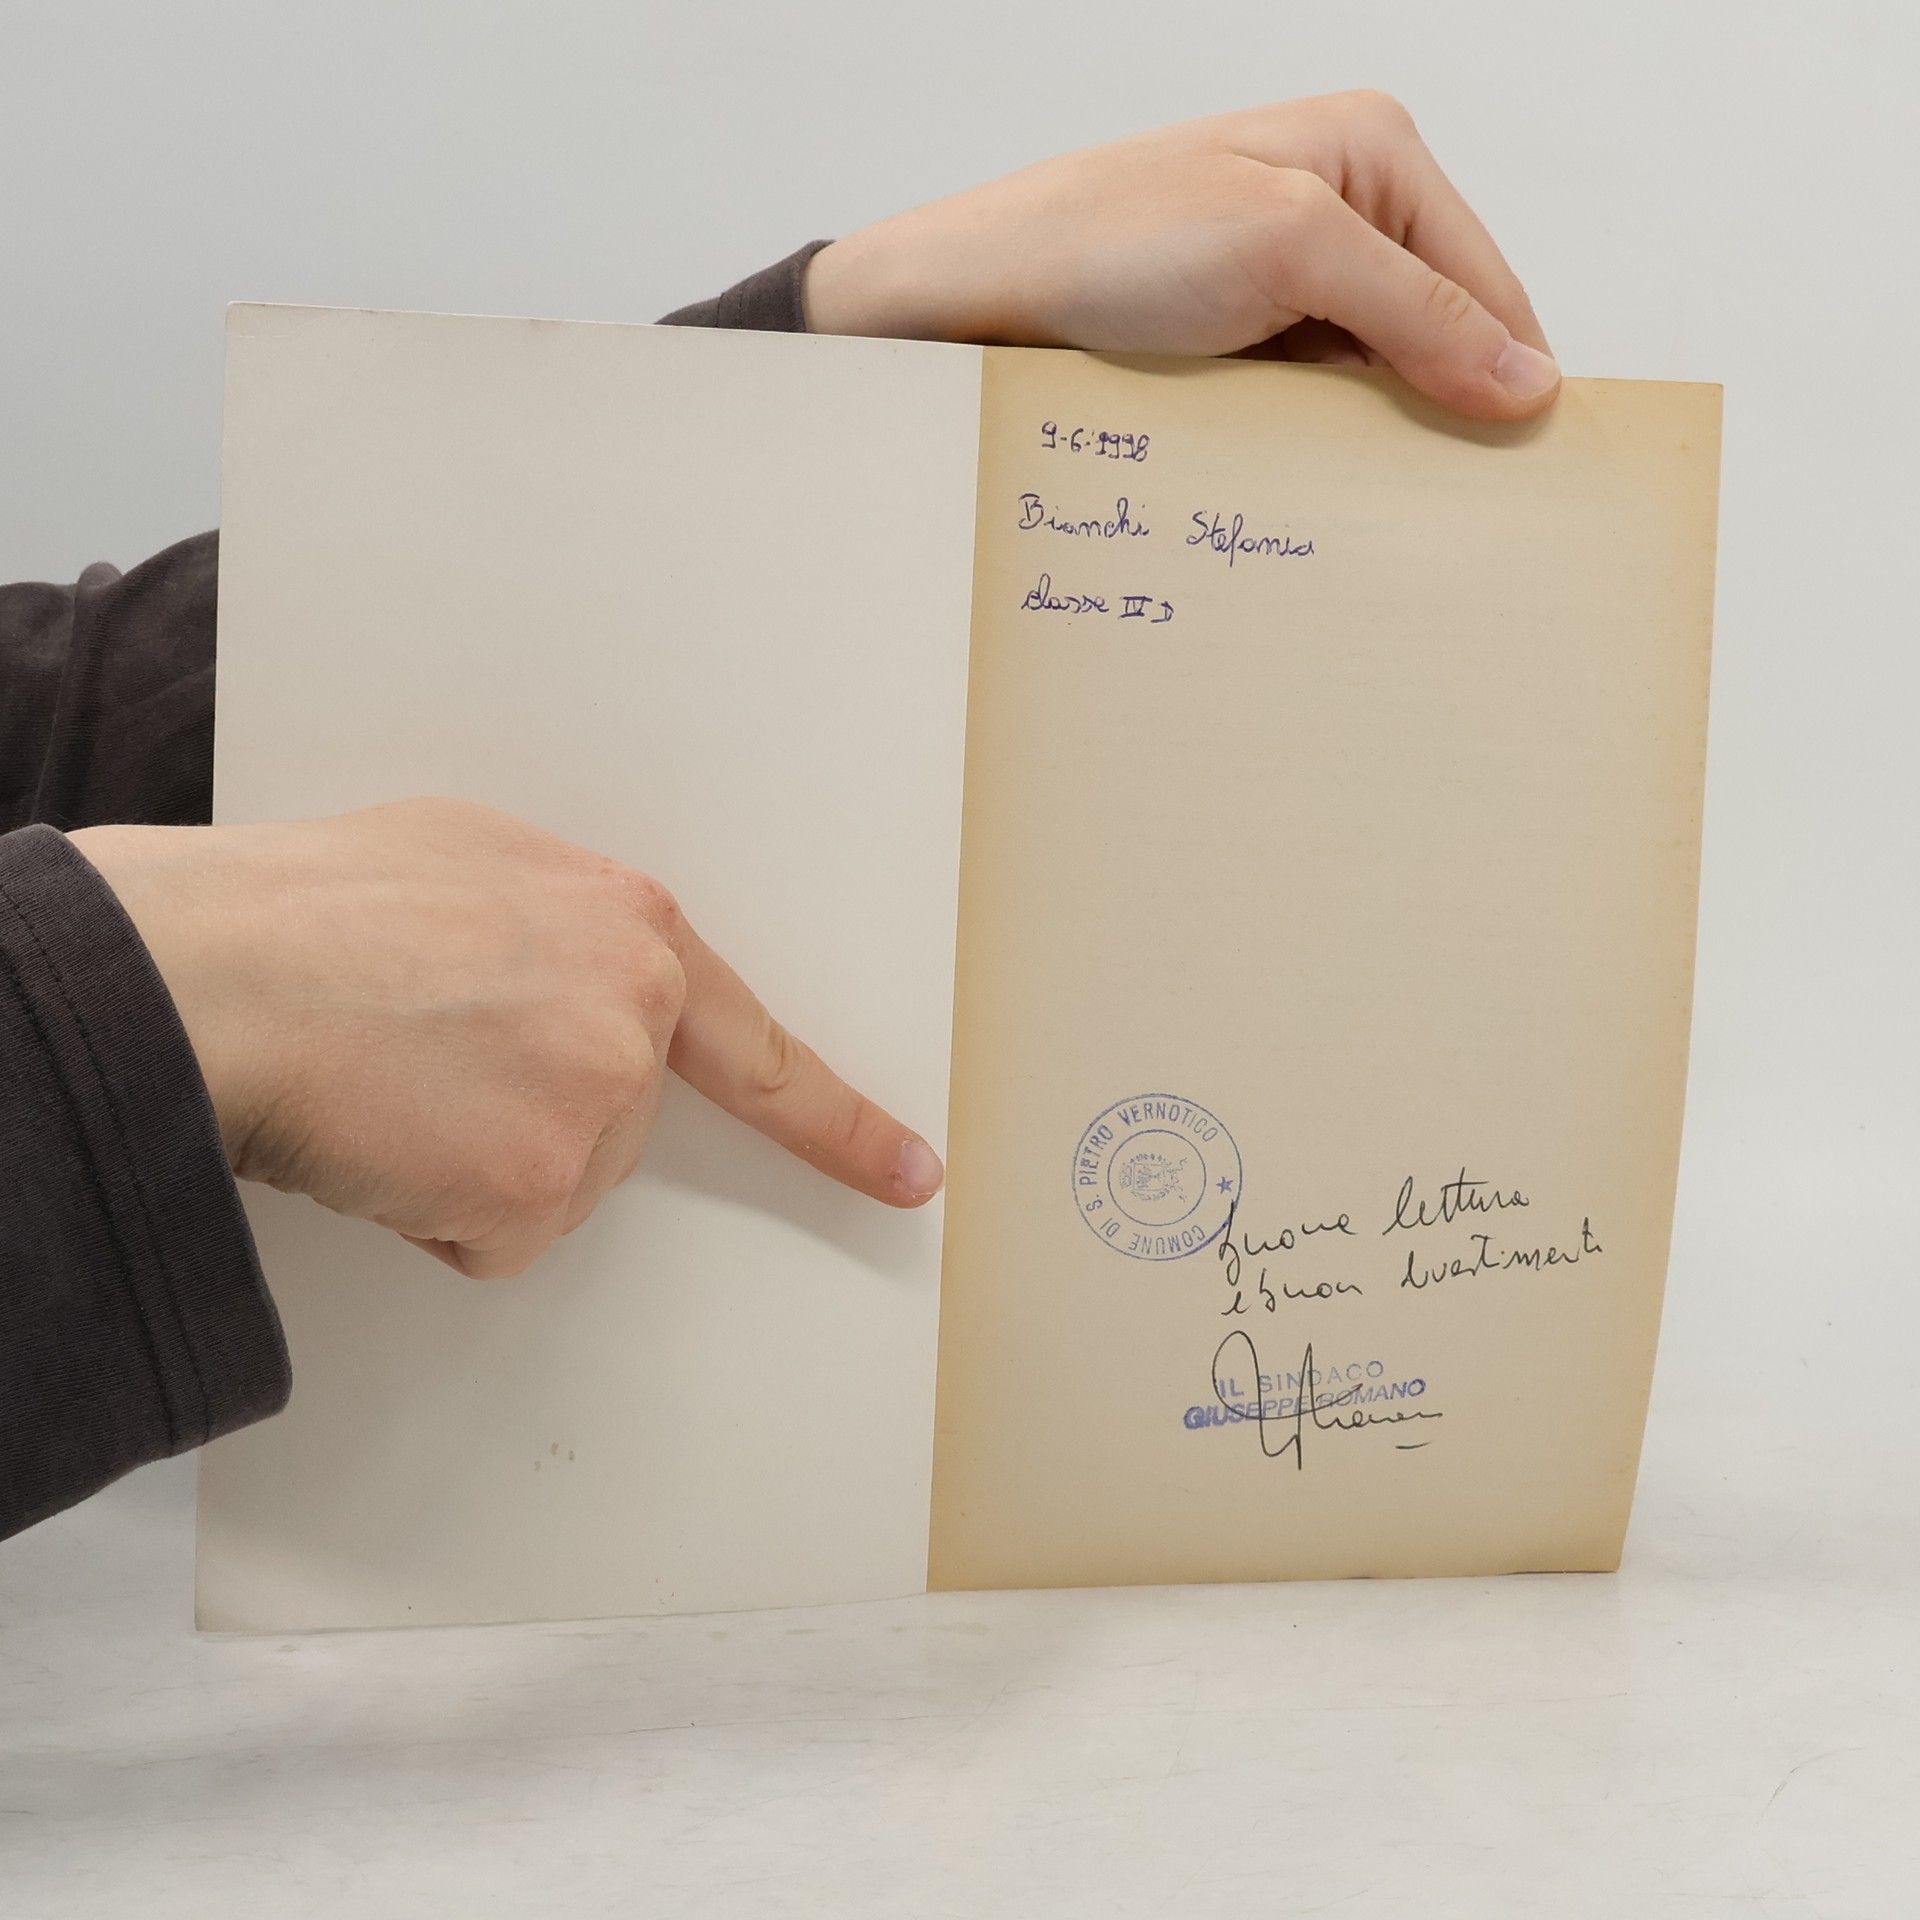 9-6-1998
Bianchi Stefania
classe IV D
COMUNE DI S. PIETRO VERNOTICO ★
buona lettura
e buon divertimento
IL SINDACO
GIUSEPPE ROMANO